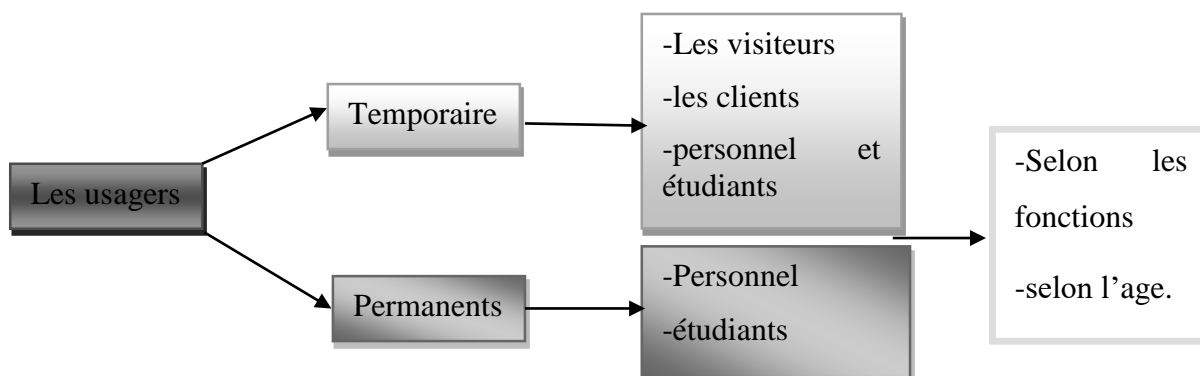 Les usagers
Temporaire
-Les visiteurs
-les clients
-personnel et
étudiants
Permanents
-Personnel
-étudiants
-Selon les
fonctions
-selon l’age.